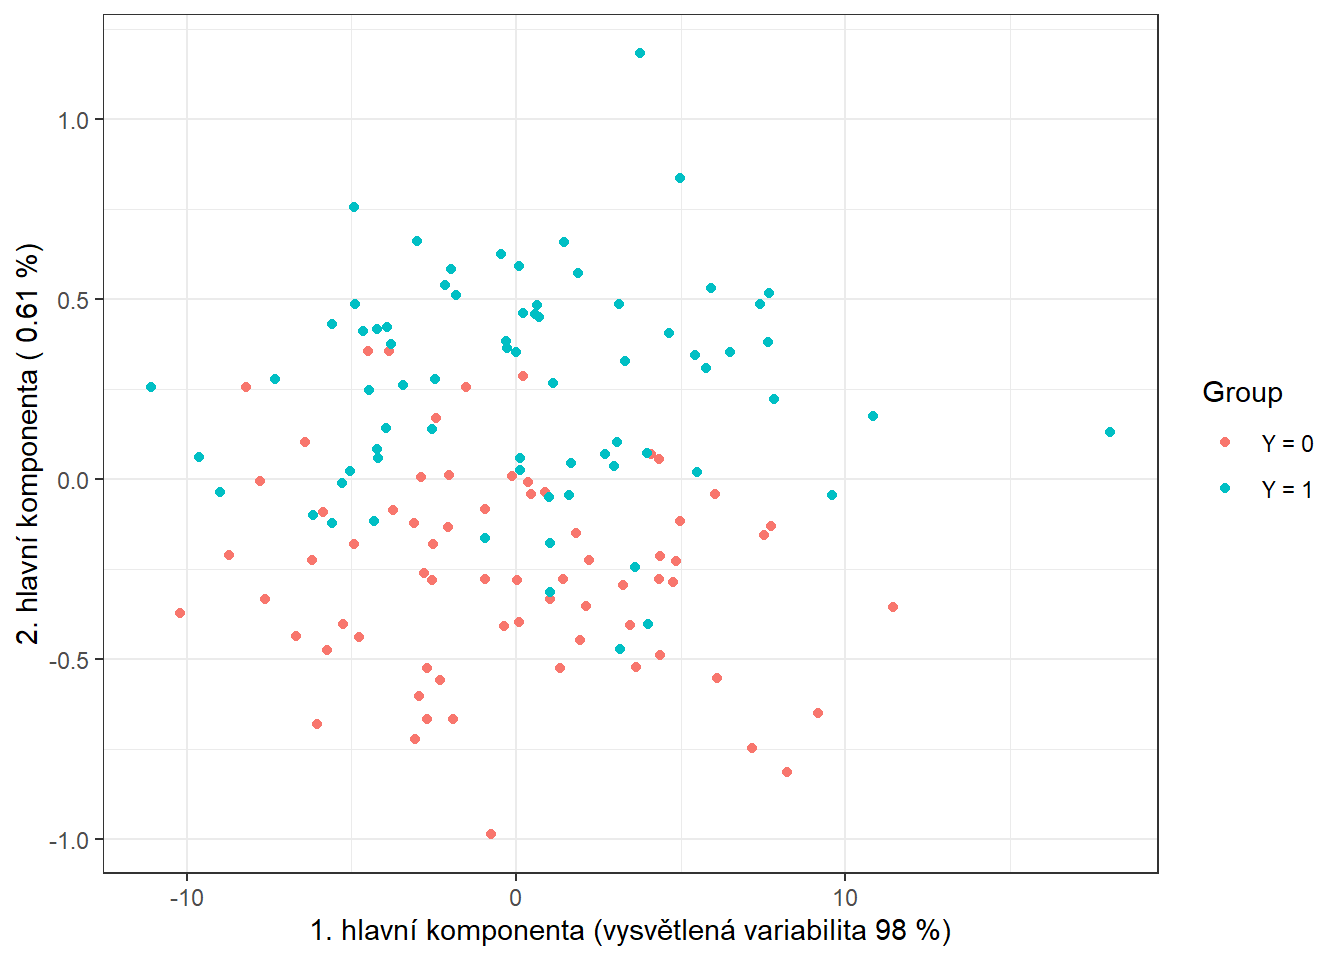 1.0
0.5
0.0
-0.5
-1.0
2. hlavní komponenta ( 0.61 %)
-10
0
10
1. hlavní komponenta (vysvětlená variabilita 98 %)
Group
Y = 0
Y = 1